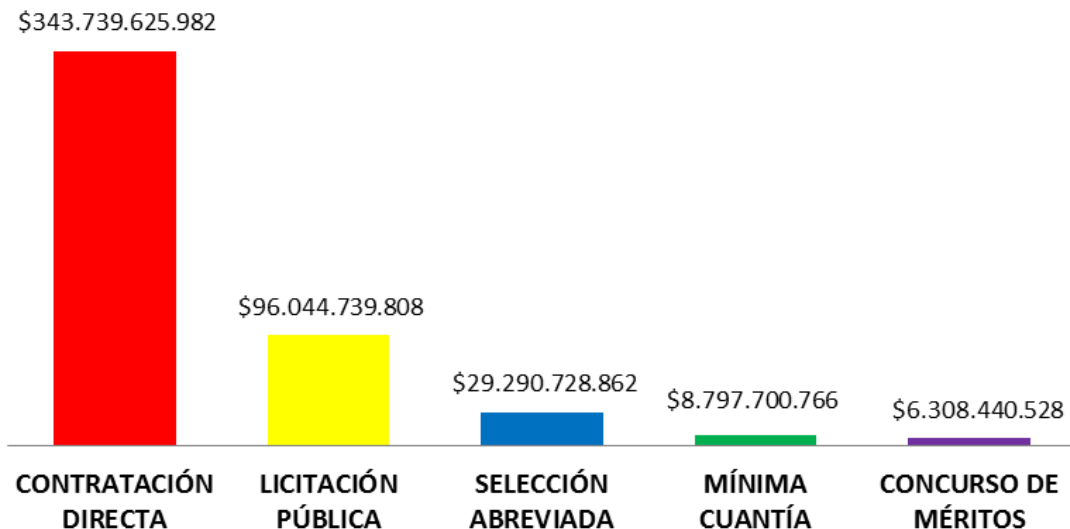 $343.739.625.982
$96.044.739.808
$29.290.728.862
$8.797.700.766
$6.308.440.528
CONTRATACIÓN
DIRECTA
LICITACIÓN
PÚBLICA
SELECCIÓN
ABREVIADA
MÍNIMA
CUANTÍA
CONCURSO DE
MÉRITOS